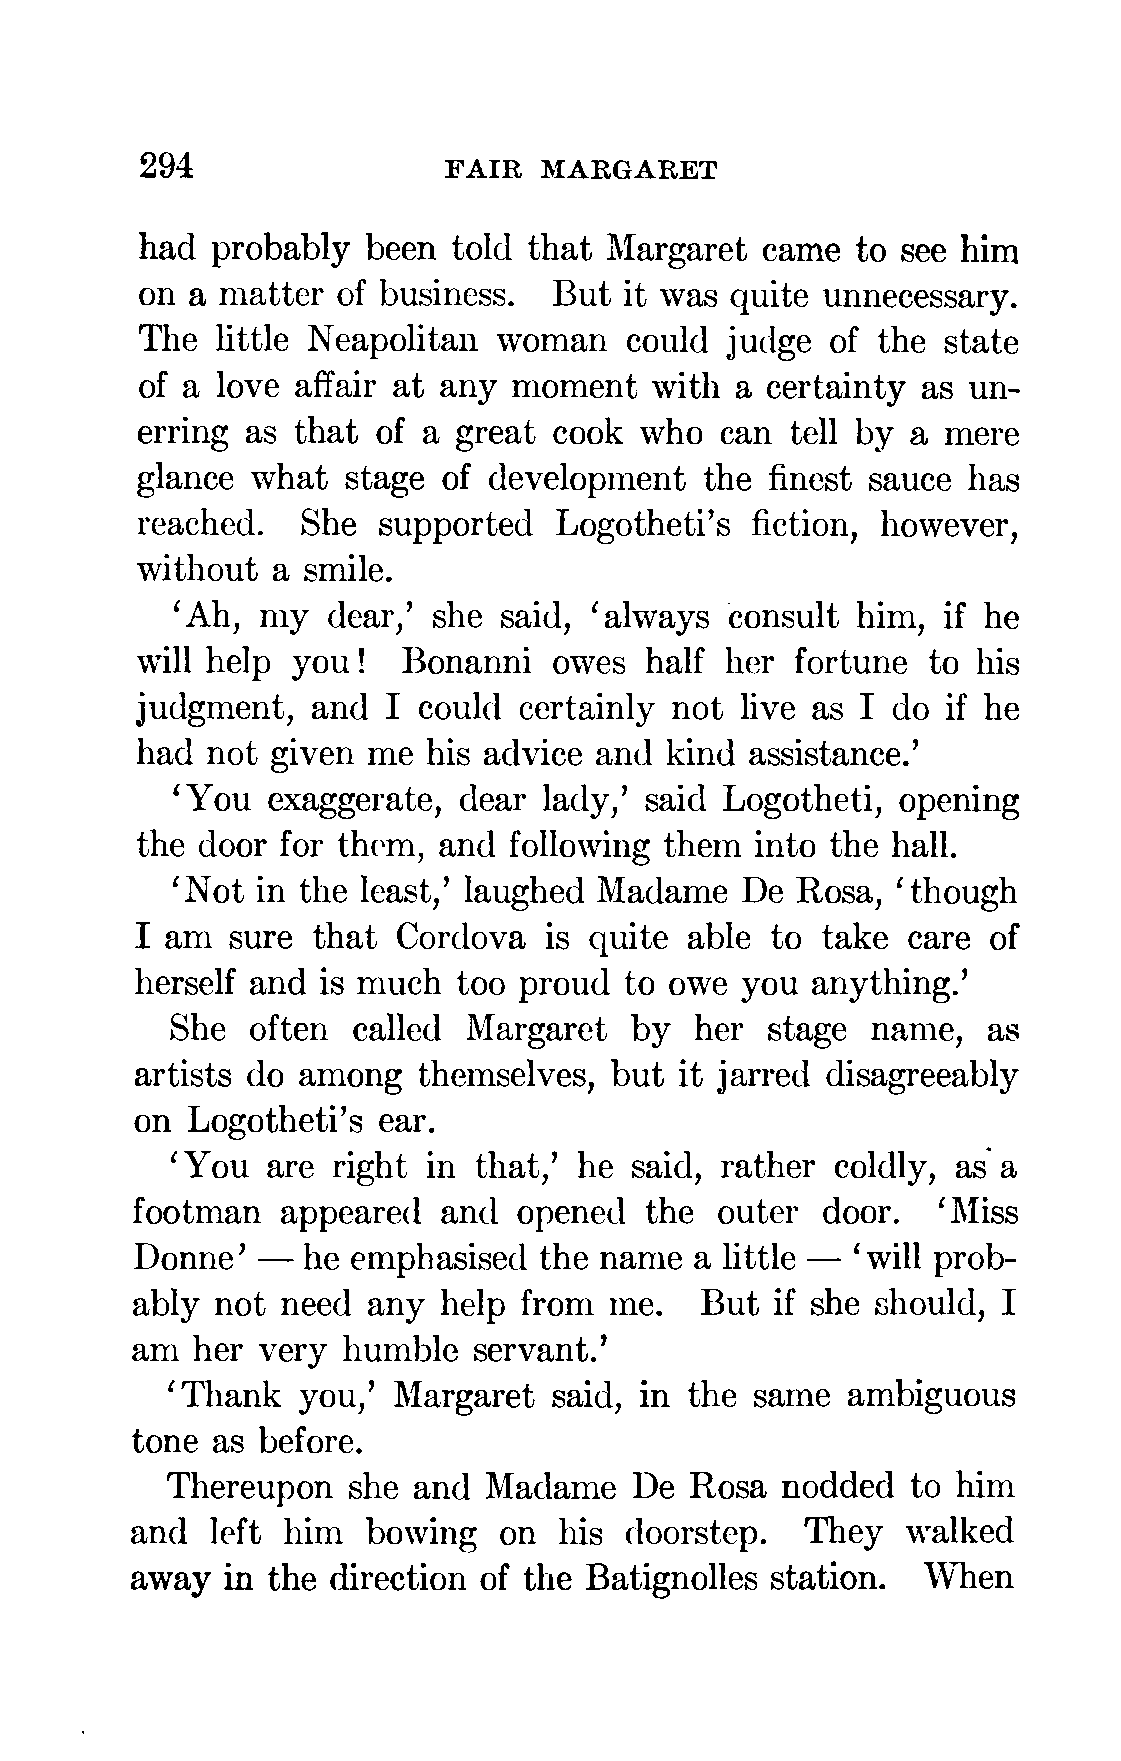 294 FAIR MARGARET
had probably been told that Margaret came to see him
on a matter of business. But it was quite unnecessary.
The little Neapolitan woman could judge of the state
of a love affair at any moment with a certainty as un-
erring as that of a great cook who can tell by a mere
glance what stage of development the finest sauce has
reached. She supported Logotheti's fiction, however,
without a smile.
'Ah, my dear,' she said, 'always consult him, if he
will help you! Bonanni owes half her fortune to his
judgment, and I could certainly not live as I do if he
had not given me his advice and kind assistance.'
'You exaggerate, dear lady,' said Logotheti, opening
the door for them, and following them into the hall.
'Not in the least,' laughed Madame De Rosa, 'though
I am sure that Cordova is quite able to take care of
herself and is much too proud to owe you anything.'
She often called Margaret by her stage name, as
artists do among themselves, but it jarred disagreeably
on Logotheti's ear.
'You are right in that,' he said, rather coldly, as a
footman appeared and opened the outer door. 'Miss
Donne' — he emphasised the name a little — 'will prob-
ably not need any help from me. But if she should, I
am her very humble servant.'
'Thank you,' Margaret said, in the same ambiguous
tone as before.
Thereupon she and Madame De Rosa nodded to him
and left him bowing on his doorstep. They walked
away in the direction of the Batignolles station. When